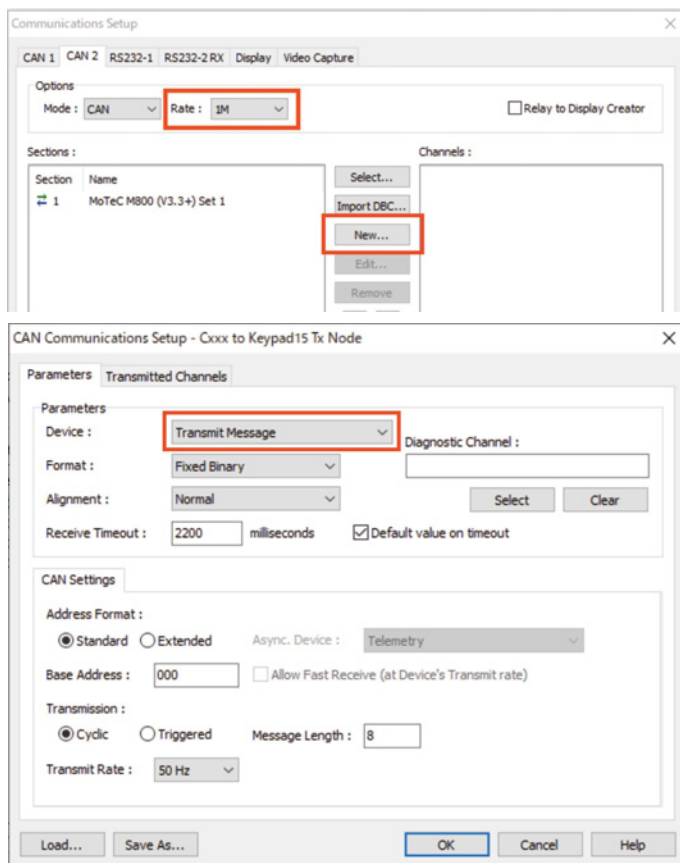 Communications Setup
CAN 1 CAN 2 RS232-1 RS232-2 RX Display Video Capture
Options
Mode : CAN Rate : 1M Relay to Display Creator
Sections : Channels :
Section Name Select...
1 MoTeC M800 (V3.3+) Set 1
Import DBC...
New...
Edit...
Remove
CAN Communications Setup - Cxxx to Keypad15 Tx Node
Parameters Transmitted Channels
Parameters
Device : Transmit Message Diagnostic Channel :
Format : Fixed Binary
Alignment : Normal Select Clear
Receive Timeout : 2200 milliseconds Default value on timeout
CAN Settings
Address Format :
Standard Extended Async. Device : Telemetry
Base Address : 000 Allow Fast Receive (at Device's Transmit rate)
Transmission :
Cyclic Triggered Message Length : 8
Transmit Rate : 50 Hz
Load... Save As... OK Cancel Help